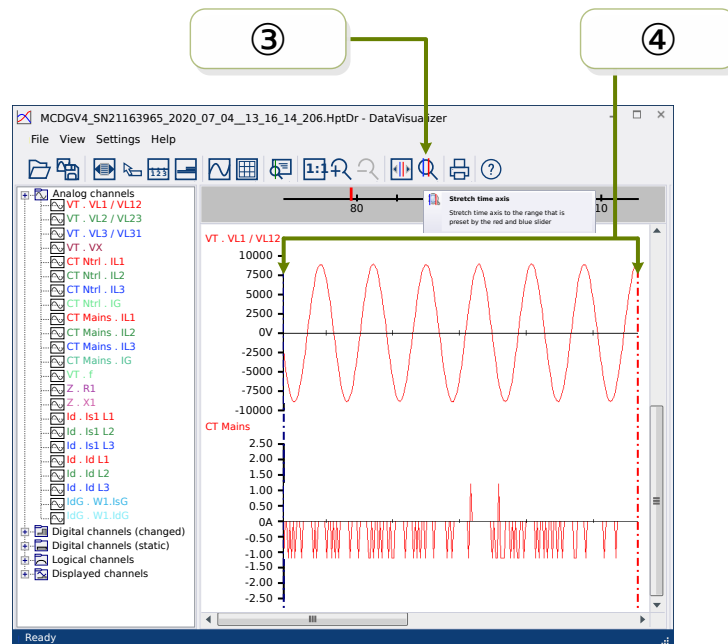 ③
④
MCDGV4_SN21163965_2020_07_04__13_16_14_206.HptDr - DataVisualizer
File View Settings Help
1 2 3
1:1
Analog channels
VT . VL1 / VL12
VT . VL2 / VL23
VT . VL3 / VL31
VT . VX
CT Ntrl . IL1
CT Ntrl . IL2
CT Ntrl . IL3
CT Ntrl . IG
CT Mains . IL1
CT Mains . IL2
CT Mains . IL3
CT Mains . IG
VT . f
Z . R1
Z . X1
Id . Is1 L1
Id . Is1 L2
Id . Is1 L3
Id . Id L1
Id . Id L2
Id . Id L3
IdG . W1.IsG
IdG . W1.IdG
Digital channels (changed)
Digital channels (static)
Logical channels
Displayed channels
80
10
Stretch time axis
Stretch time axis to the range that is
preset by the red and blue slider
VT . VL1 / VL12
10000
7500
5000
2500
0V
-2500
-5000
-7500
-10000
CT Mains
2.50
2.00
1.50
1.00
0.50
0A
-0.50
-1.00
-1.50
-2.00
-2.50
Ready